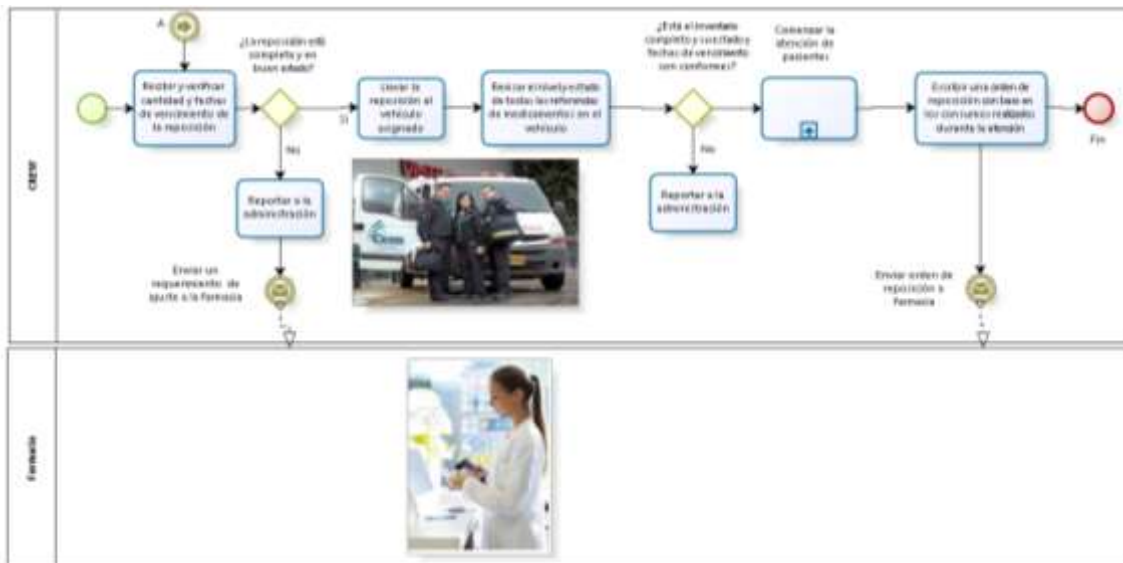 A
¿La reposición está
completa y en
buen estado?
Recibir y verificar
cantidad y fechas
de vencimiento de
la reposición
Si
No
Reportar a la
administración
Enviar un
requerimiento de
ajuste a la farmacia
Llevar la
reposición al
vehículo
asignado
Revisar el nivel y estado
de todas las referencias
de medicamentos en el
vehículo
¿Está el inventario
completo y su estado y
fechas de vencimiento
son conformes?
No
Reportar a la
administración
Comenzar la
atención de
pacientes
una orden de
reposición con base en
los consumos realizados
durante la atención
Fin
Enviar orden de
reposición a
Farmacia
CREW
Farmacia